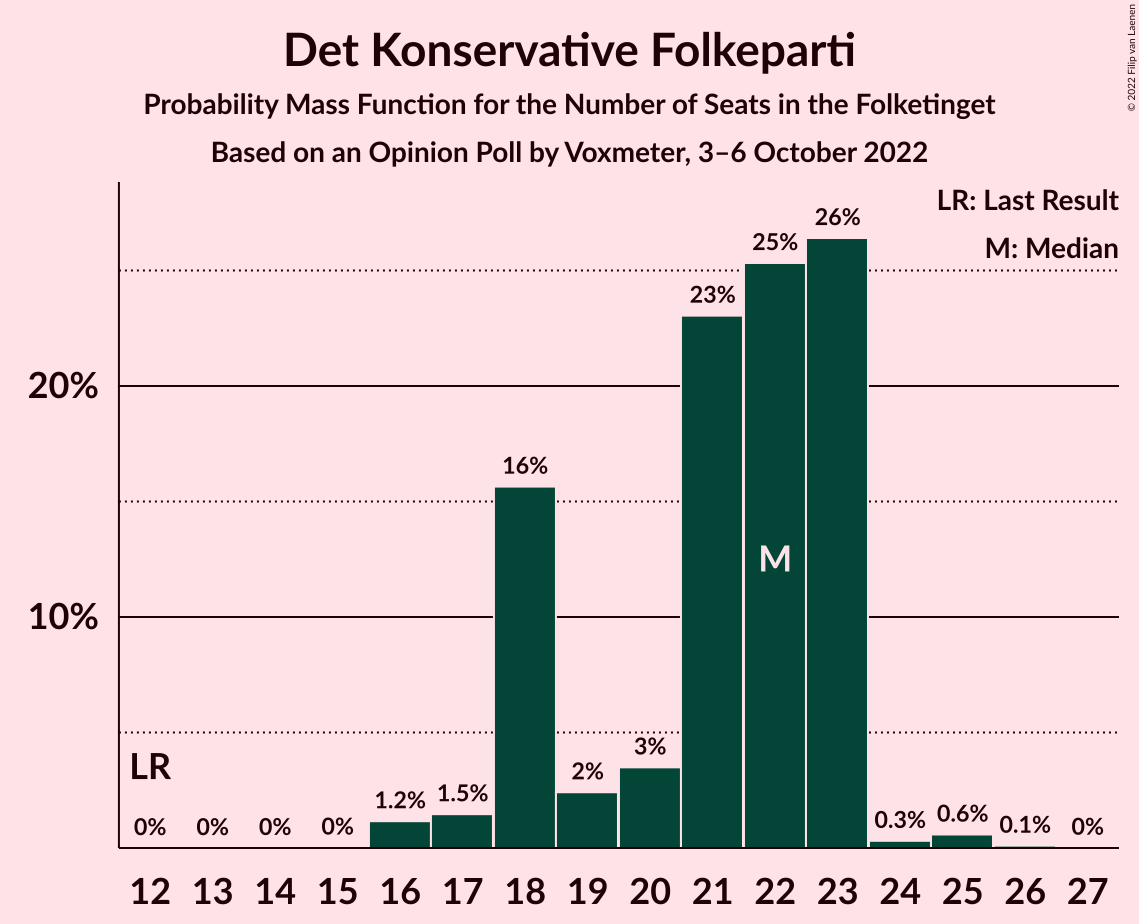 Det Konservative Folkeparti
Probability Mass Function for the Number of Seats in the Folketinget
Based on an Opinion Poll by Voxmeter, 3–6 October 2022
© 2022 Filip van Laenen
LR: Last Result
M: Median
20%
10%
LR
M
0%
0%
0%
0%
1.2%
1.5%
16%
2%
3%
23%
25%
26%
0.3%
0.6%
0.1%
0%
12 13 14 15 16 17 18 19 20 21 22 23 24 25 26 27